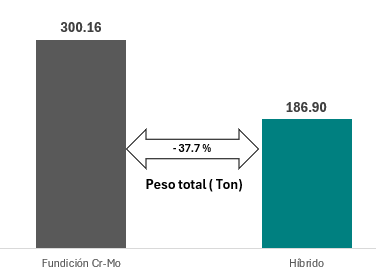 300.16
186.90
- 37.7 %
Peso total ( Ton)
Fundición Cr-Mo
Híbrido